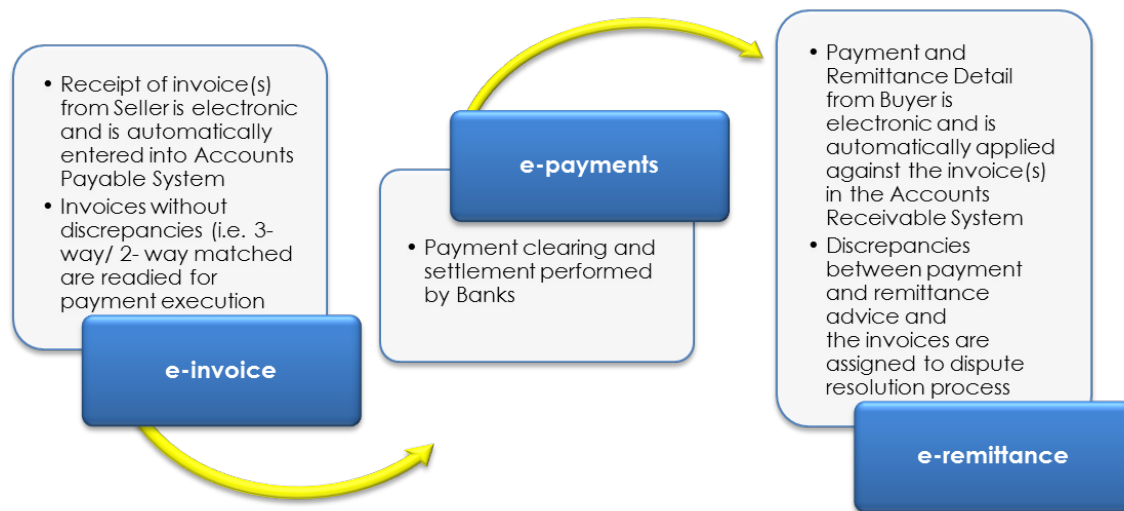 • Receipt of invoice(s)
from Seller is electronic
and is automatically
entered into Accounts
Payable System
• Invoices without
discrepancies (i.e. 3-
way/ 2- way matched
are readied for
payment execution
e-invoice
e-payments
• Payment clearing and
settlement performed
by Banks
• Payment and
Remittance Detail
from Buyer is
electronic and is
automatically applied
against the invoice(s)
in the Accounts
Receivable System
• Discrepancies
between payment
and remittance
advice and
the invoices are
assigned to dispute
resolution process
e-remittance